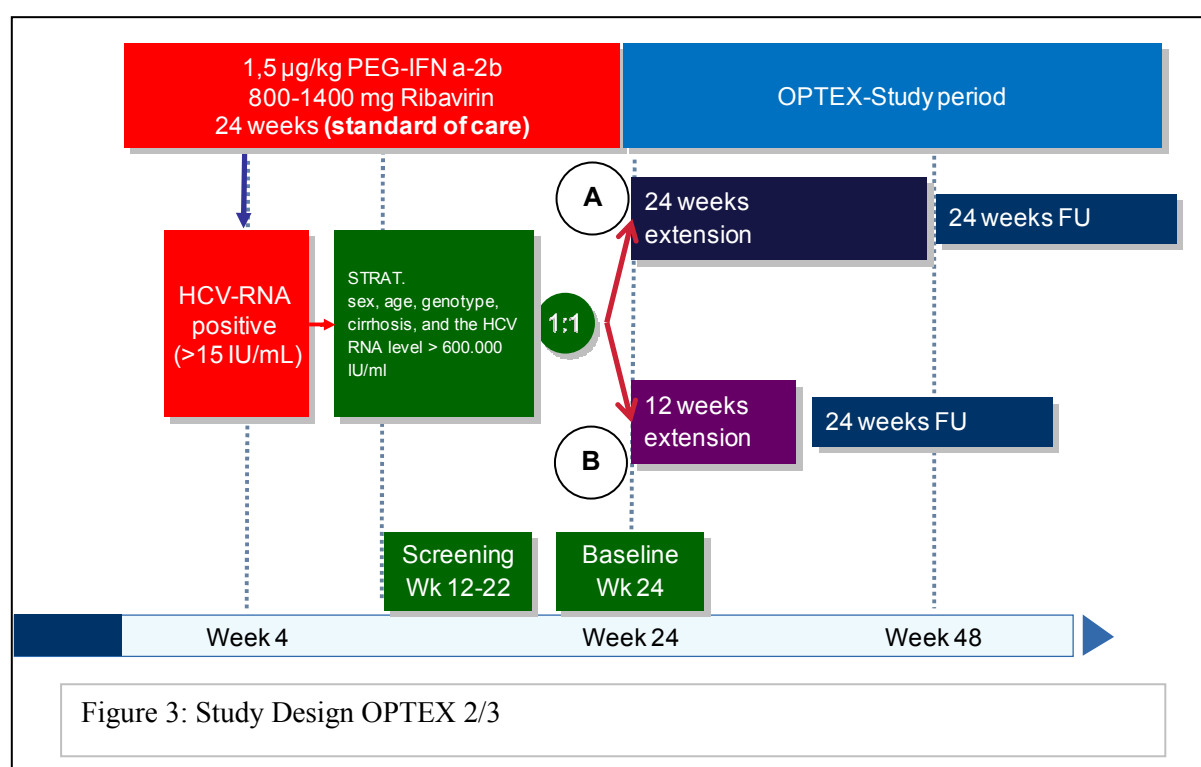 1,5 µg/kg PEG-IFN a-2b
800-1400 mg Ribavirin
24 weeks (standard of care)
OPTEX-Study period
A
24 weeks
extension
24 weeks FU
HCV-RNA
positive
(>15 IU/mL)
STRAT.
sex, age, genotype,
cirrhosis, and the HCV
RNA level > 600.000
IU/ml
1:1
12 weeks
extension
24 weeks FU
B
Screening
Wk 12-22
Baseline
Wk 24
Week 4
Week 24
Week 48
Figure 3: Study Design OPTEX 2/3